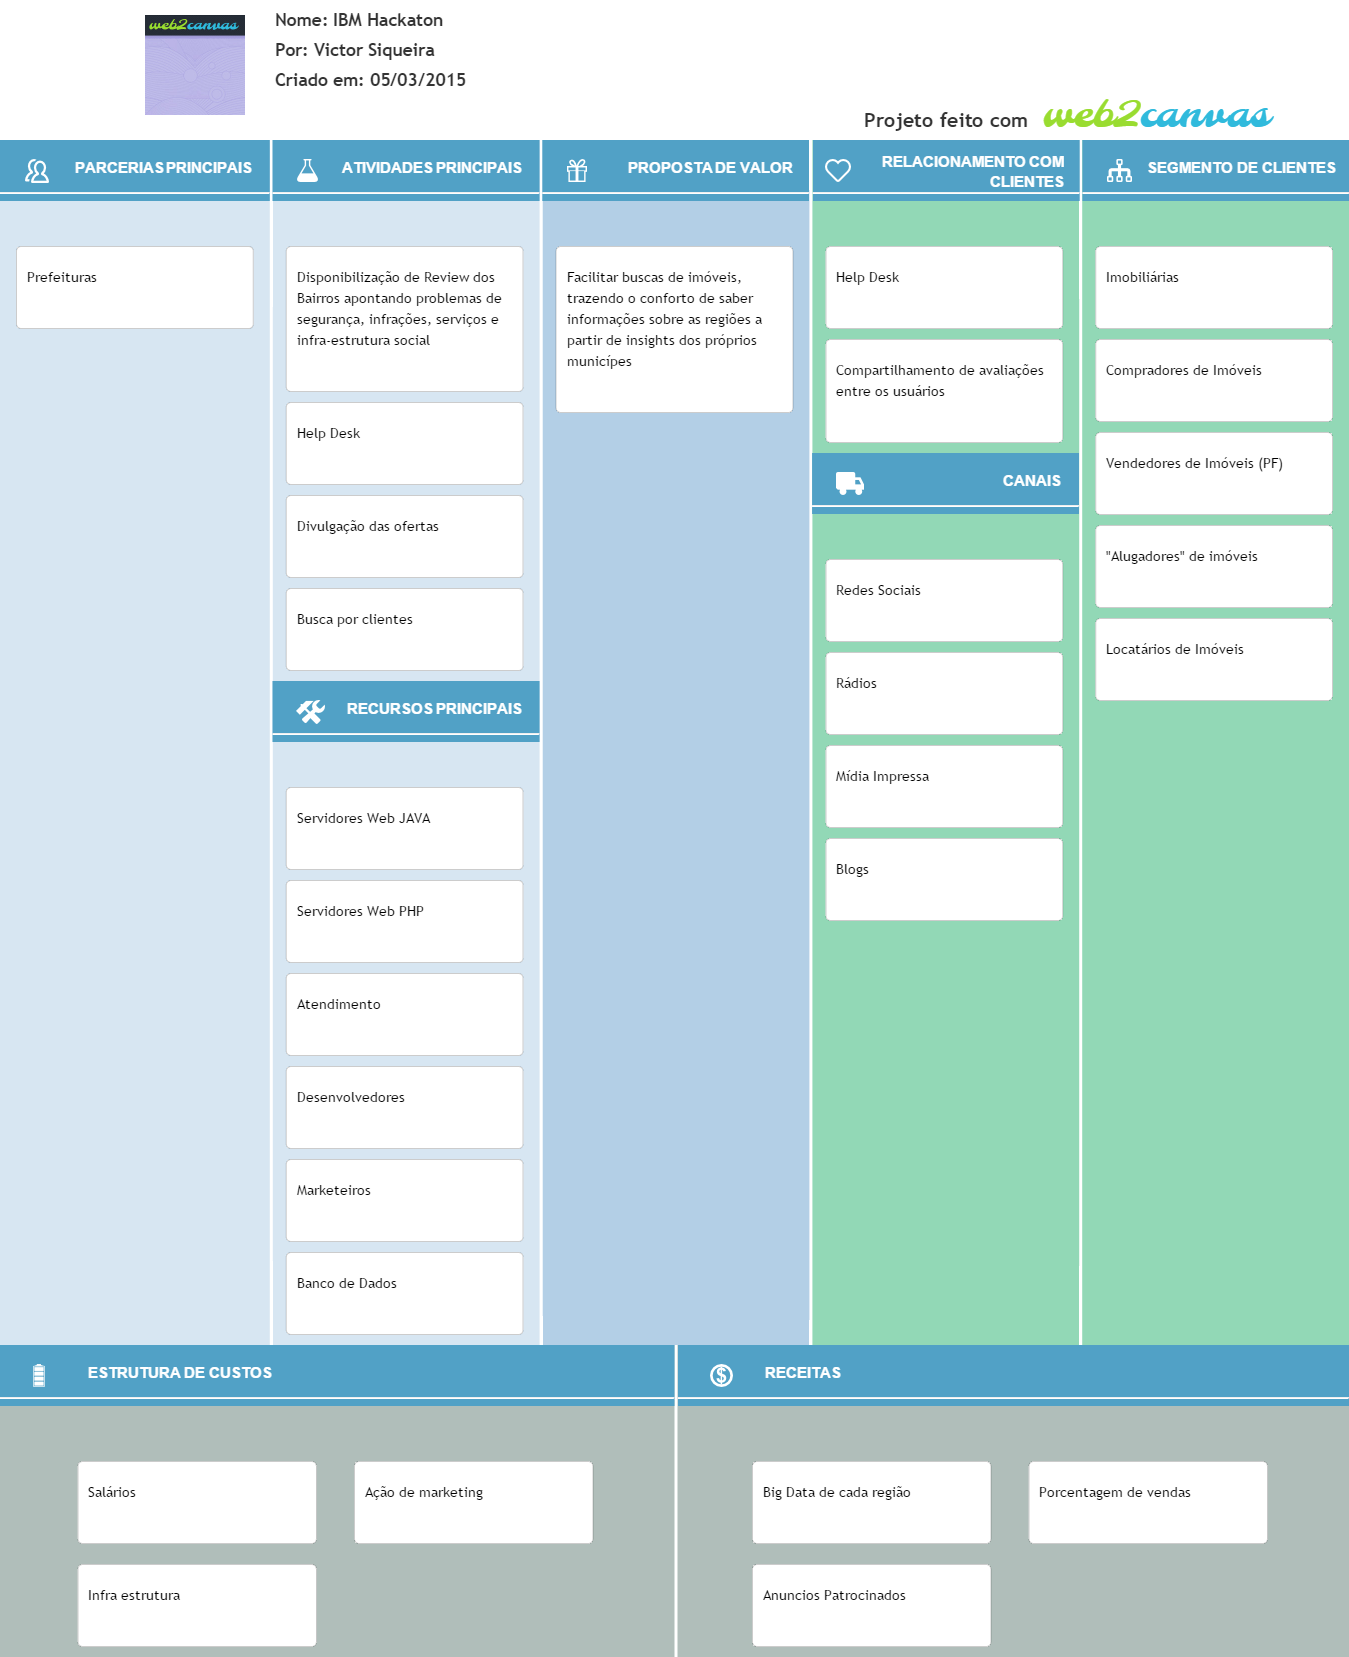 web2canvas
Nome: IBM Hackaton
Por: Victor Siqueira
Criado em: 05/03/2015
Projeto feito com web2canvas
PARCERIAS PRINCIPAIS
Prefeituras
ATIVIDADES PRINCIPAIS
Disponibilização de Review dos
Bairros apontando problemas de
segurança, infrações, serviços e
infra-estrutura social
Help Desk
Divulgação das ofertas
Busca por clientes
RECURSOS PRINCIPAIS
Servidores Web JAVA
Servidores Web PHP
Atendimento
Desenvolvedores
Marketeiros
Banco de Dados
PROPOSTA DE VALOR
Facilitar buscas de imóveis,
trazendo o conforto de saber
informações sobre as regiões a
partir de insights dos próprios
municípes
RELACIONAMENTO COM
CLIENTES
Help Desk
Compartilhamento de avaliações
entre os usuários
CANAIS
Redes Sociais
Rádios
Mídia Impressa
Blogs
SEGMENTO DE CLIENTES
Imobiliárias
Compradores de Imóveis
Vendedores de Imóveis (PF)
"Alugadores" de imóveis
Locatários de Imóveis
ESTRUTURA DE CUSTOS
Salários
Ação de marketing
Infra estrutura
RECEITAS
Big Data de cada região
Porcentagem de vendas
Anuncios Patrocinados